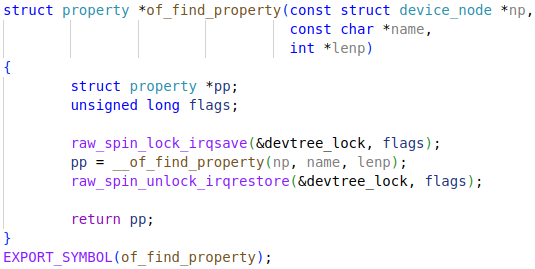 struct property *of_find_property(const struct device_node *np,
const char *name,
int *lenp)
{
struct property *pp;
unsigned long flags;
raw_spin_lock_irqsave(&devtree_lock, flags);
pp = __of_find_property(np, name, lenp);
raw_spin_unlock_irqrestore(&devtree_lock, flags);
return pp;
}
EXPORT_SYMBOL(of_find_property);